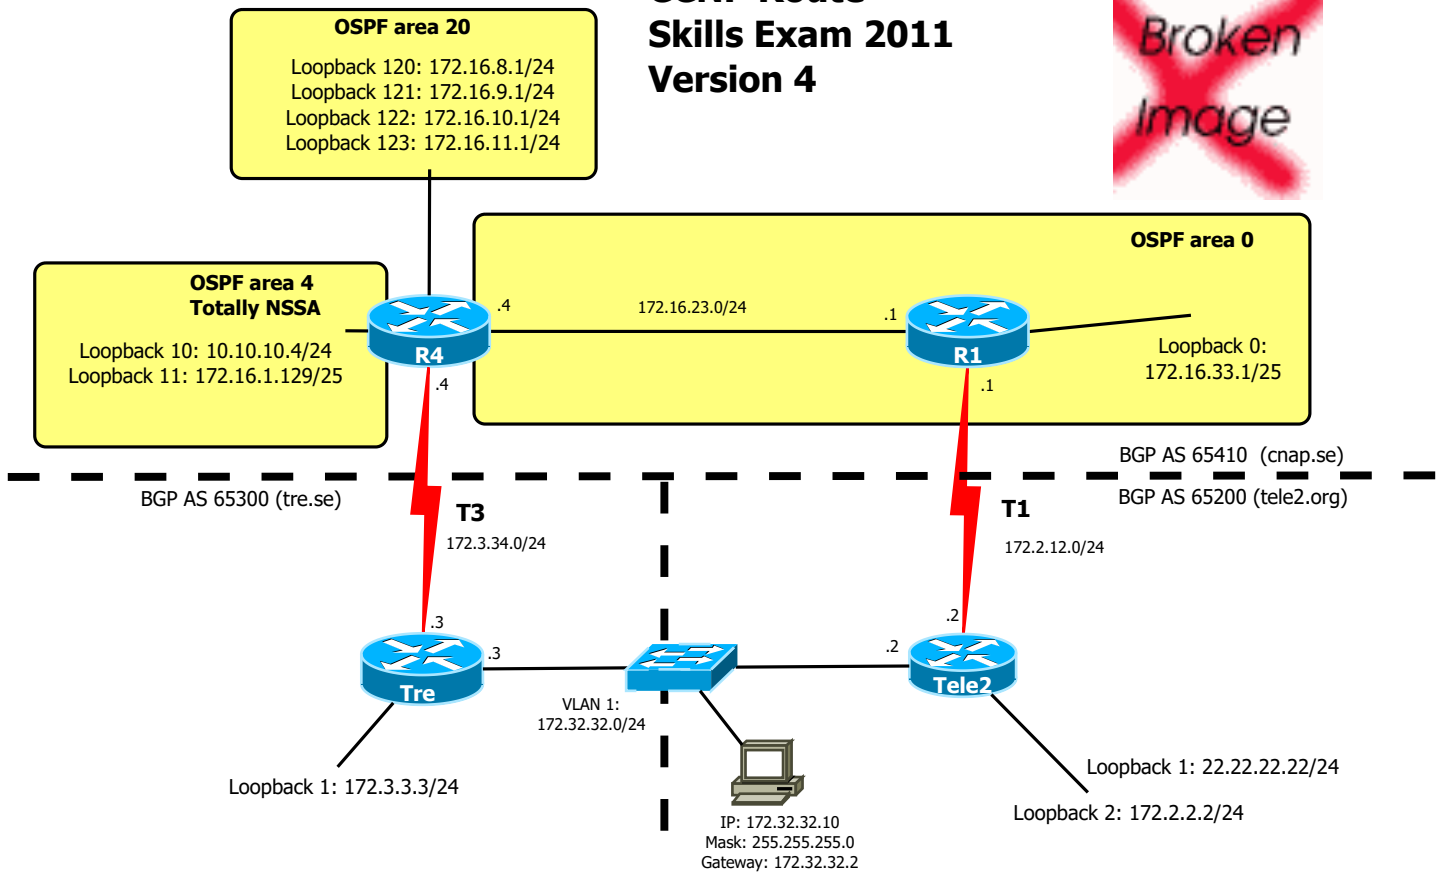 Skills Exam 2011
Version 4
Broken
Image
OSPF area 20
Loopback 120: 172.16.8.1/24
Loopback 121: 172.16.9.1/24
Loopback 122: 172.16.10.1/24
Loopback 123: 172.16.11.1/24
OSPF area 0
OSPF area 4
Totally NSSA
Loopback 10: 10.10.10.4/24
Loopback 11: 172.16.1.129/25
.4
172.16.23.0/24
.1
R4
R1
.4
.1
Loopback 0:
172.16.33.1/25
BGP AS 65410 (cnap.se)
BGP AS 65300 (tre.se)
BGP AS 65200 (tele2.org)
T3
172.3.34.0/24
T1
172.2.12.0/24
.3
.3
.2
.2
Tre
Tele2
VLAN 1:
172.32.32.0/24
Loopback 1: 172.3.3.3/24
Loopback 1: 22.22.22.22/24
Loopback 2: 172.2.2.2/24
IP: 172.32.32.10
Mask: 255.255.255.0
Gateway: 172.32.32.2